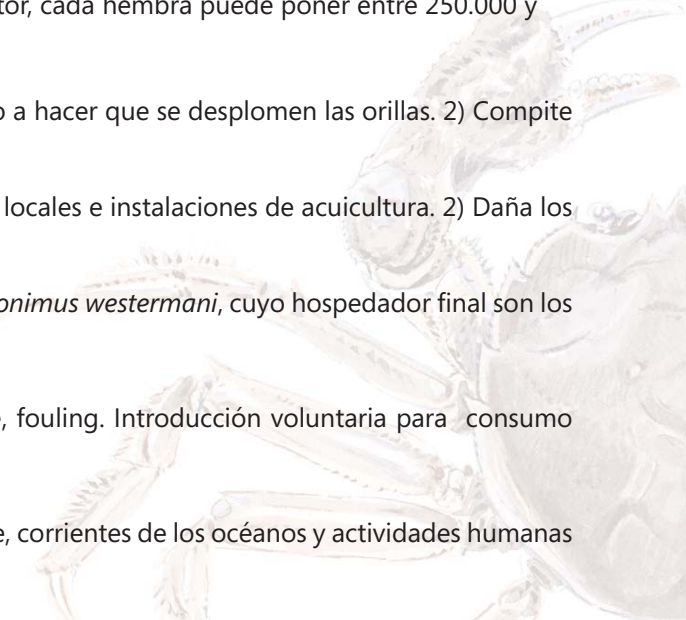 tor, cada hembra puede poner entre 250.000 y
o a hacer que se desplomen las orillas. 2) Compite
locales e instalaciones de acuicultura. 2) Daña los
onimus westermani, cuyo hospedador final son los
, fouling. Introducción voluntaria para consumo
e, corrientes de los océanos y actividades humanas